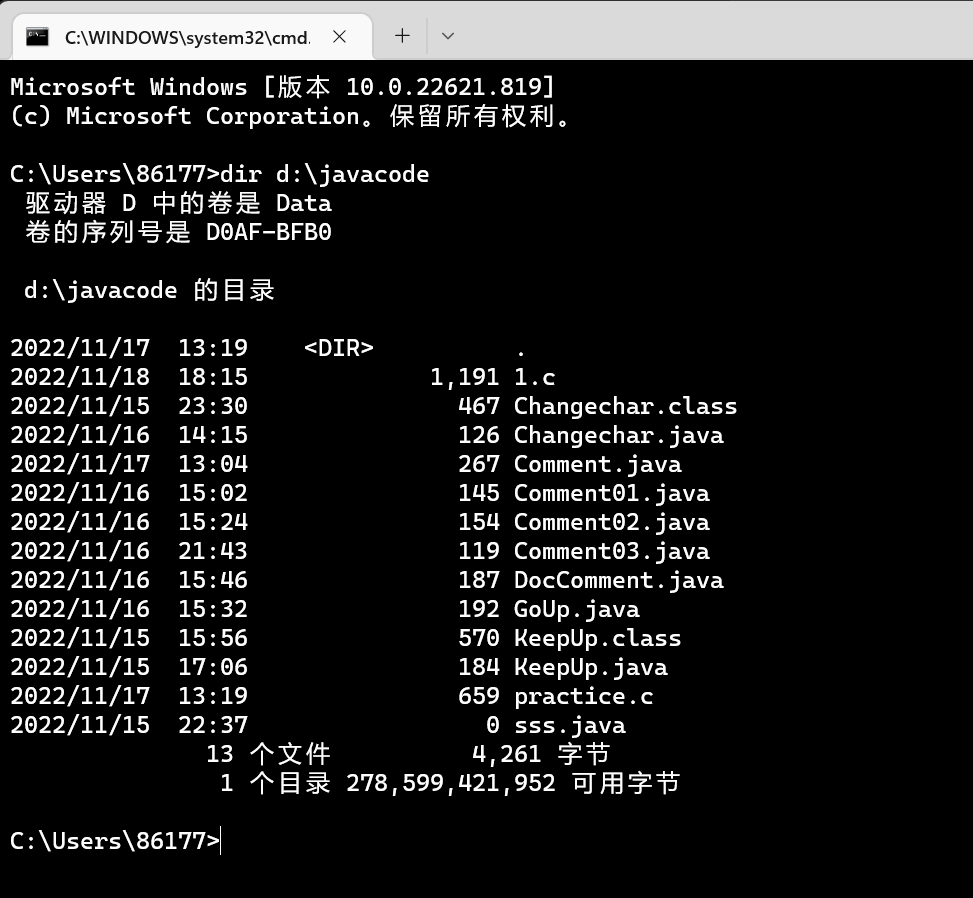 C:\WINDOWS\system32\cmd.
Microsoft Windows [版本 10.0.22621.819]
(c) Microsoft Corporation。保留所有权利。
C:\Users\86177>dir d:\javacode
 驱动器 D 中的卷是 Data
 卷的序列号是 D0AF-BFB0
 d:\javacode 的目录
2022/11/17  13:19    <DIR>          .
2022/11/18  18:15             1,191 1.c
2022/11/15  23:30               467 Changechar.class
2022/11/16  14:15               126 Changechar.java
2022/11/17  13:04               267 Comment.java
2022/11/16  15:02               145 Comment01.java
2022/11/16  15:24               154 Comment02.java
2022/11/16  21:43               119 Comment03.java
2022/11/16  15:46               187 DocComment.java
2022/11/16  15:32               192 GoUp.java
2022/11/15  15:56               570 KeepUp.class
2022/11/15  17:06               184 KeepUp.java
2022/11/17  13:19               659 practice.c
2022/11/15  22:37                 0 sss.java
              13 个文件          4,261 字节
               1 个目录 278,599,421,952 可用字节
C:\Users\86177>